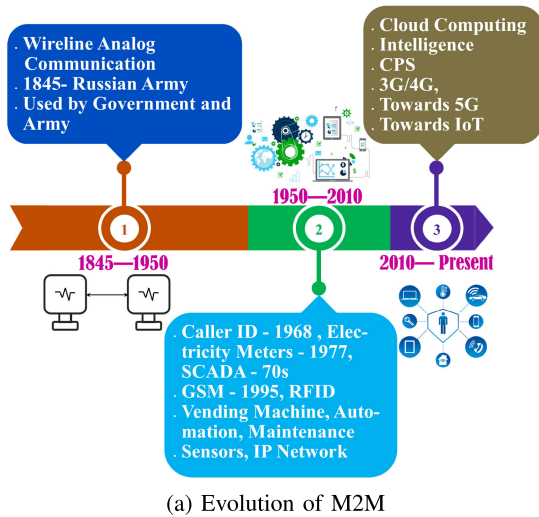 . Wireline Analog
Communication
. 1845- Russian Army
. Used by Government and
Army
. Cloud Computing
. Intelligence
. CPS
. 3G/4G,
. Towards 5G
. Towards IoT
1950—2010
1
2
3
1845—1950
2010— Present
. Caller ID - 1968 , Elec-
tricity Meters - 1977,
SCADA - 70s
. GSM - 1995, RFID
. Vending Machine, Auto-
mation, Maintenance
. Sensors, IP Network
(a) Evolution of M2M